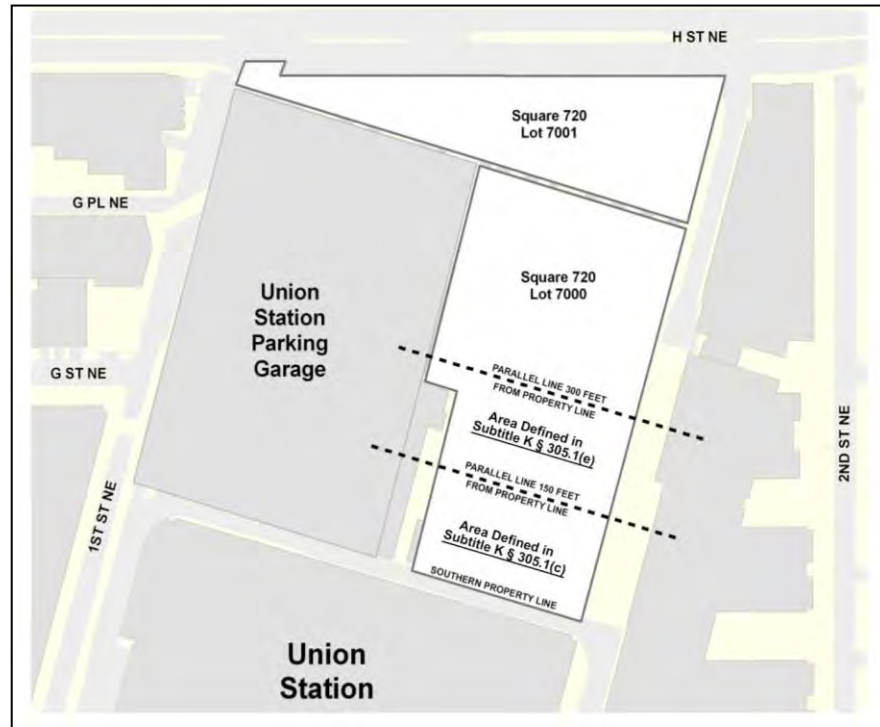 H ST NE
Square 720
Lot 7001
G PL NE
Square 720
Lot 7000
Union
Station
Parking
Garage
G ST NE
PARALLEL LINE 300 FEET
FROM PROPERTY LINE
Area Defined in
Subtitle K § 305.1(e)
PARALLEL LINE 150 FEET
FROM PROPERTY LINE
2ND ST NE
1ST ST NE
Area Defined in
Subtitle K § 305.1(c)
SOUTHERN PROPERTY LINE
Union
Station